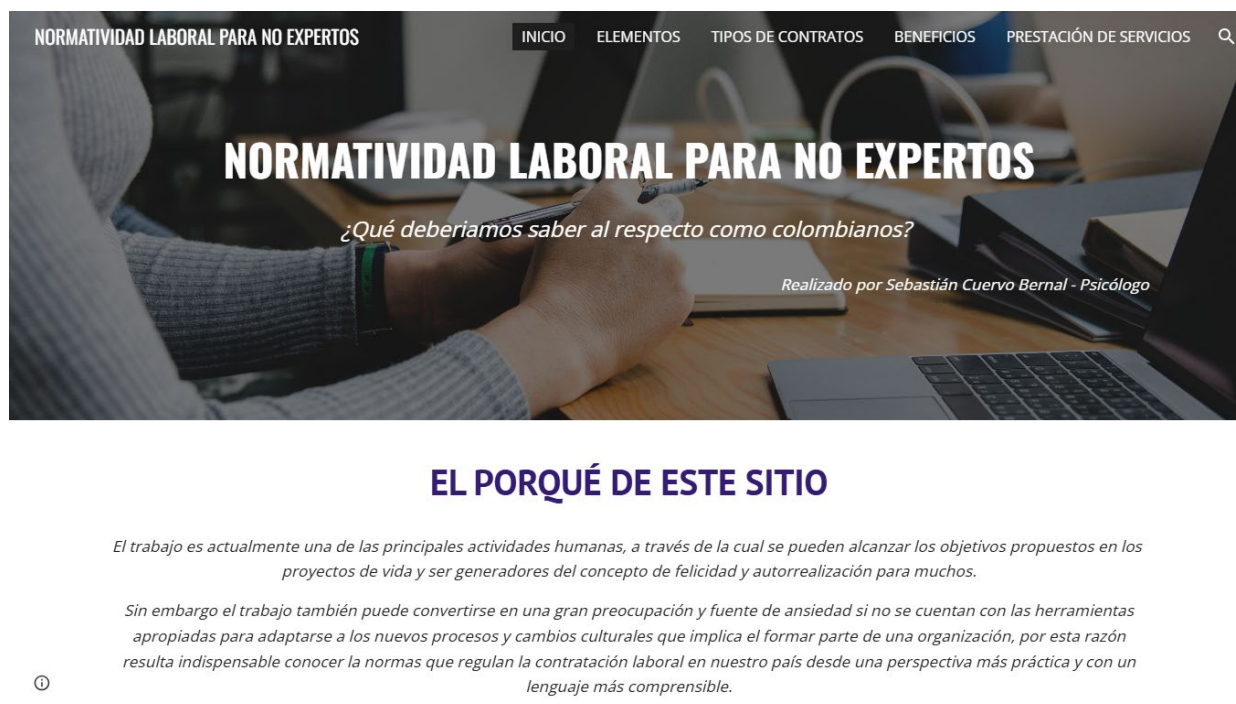 NORMATIVIDAD LABORAL PARA NO EXPERTOS
INICIO ELEMENTOS TIPOS DE CONTRATOS BENEFICIOS PRESTACIÓN DE SERVICIOS
NORMATIVIDAD LABORAL PARA NO EXPERTOS
¿Qué deberiamos saber al respecto como colombianos?
Realizado por Sebastián Cuervo Bernal - Psicólogo
EL PORQUÉ DE ESTE SITIO
El trabajo es actualmente una de las principales actividades humanas, a través de la cual se pueden alcanzar los objetivos propuestos en los
proyectos de vida y ser generadores del concepto de felicidad y autorrealización para muchos.
Sin embargo el trabajo también puede convertirse en una gran preocupación y fuente de ansiedad si no se cuentan con las herramientas
apropiadas para adaptarse a los nuevos procesos y cambios culturales que implica el formar parte de una organización, por esta razón
resulta indispensable conocer la normas que regulan la contratación laboral en nuestro país desde una perspectiva más práctica y con un
lenguaje más comprensible.